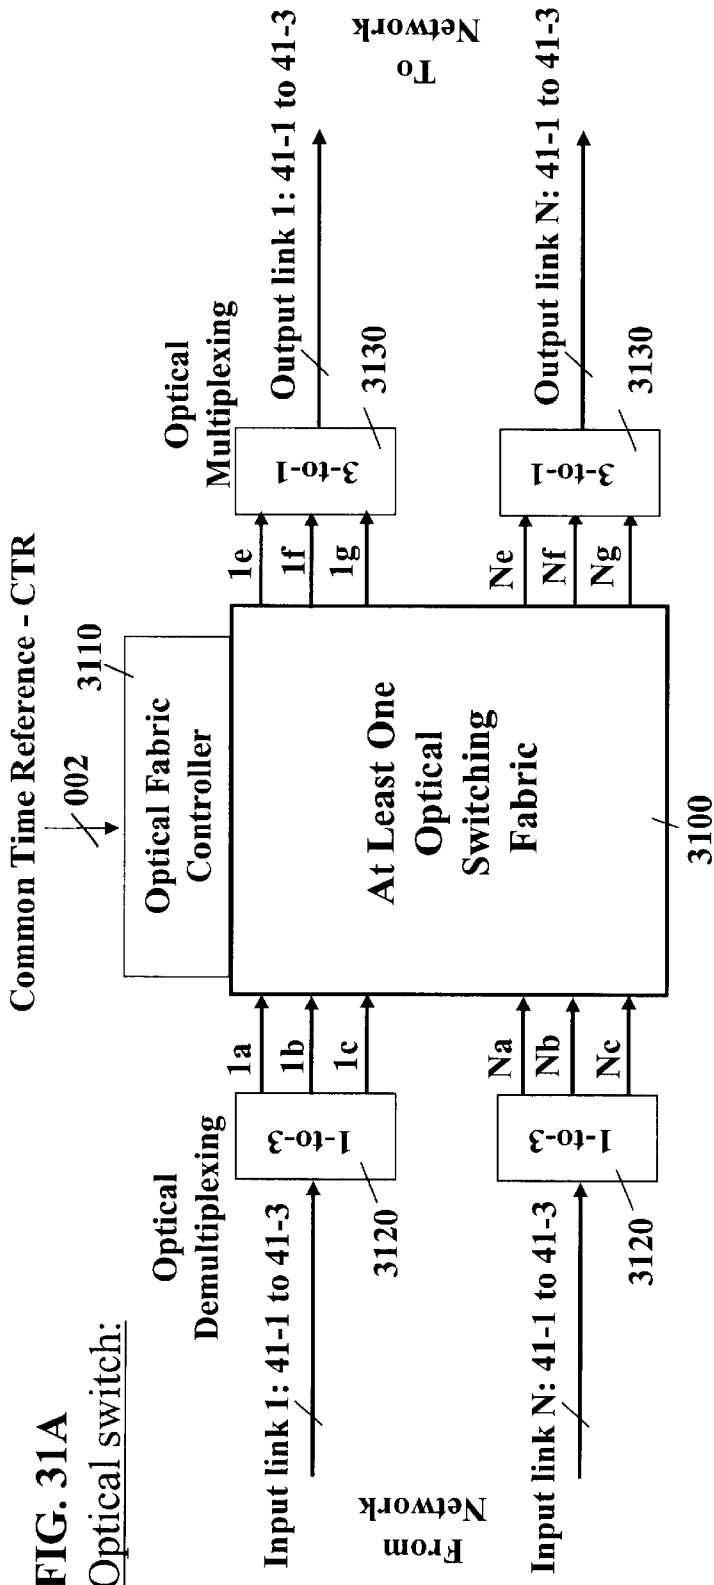 FIG. 31A
Optical switch:
Common Time Reference - CTR
002
3110
Optical Fabric
Controller
Optical
Demultiplexing
Optical
Multiplexing
From
Network
Input link 1: 41-1 to 41-3
1-to-3
3120
1a
1b
1c
Input link N: 41-1 to 41-3
1-to-3
3120
Na
Nb
Nc
At Least One
Optical
Switching
Fabric
3100
1e
1f
1g
3-to-1
3130
Output link 1: 41-1 to 41-3
Ne
Nf
Ng
3-to-1
3130
Output link N: 41-1 to 41-3
To
Network